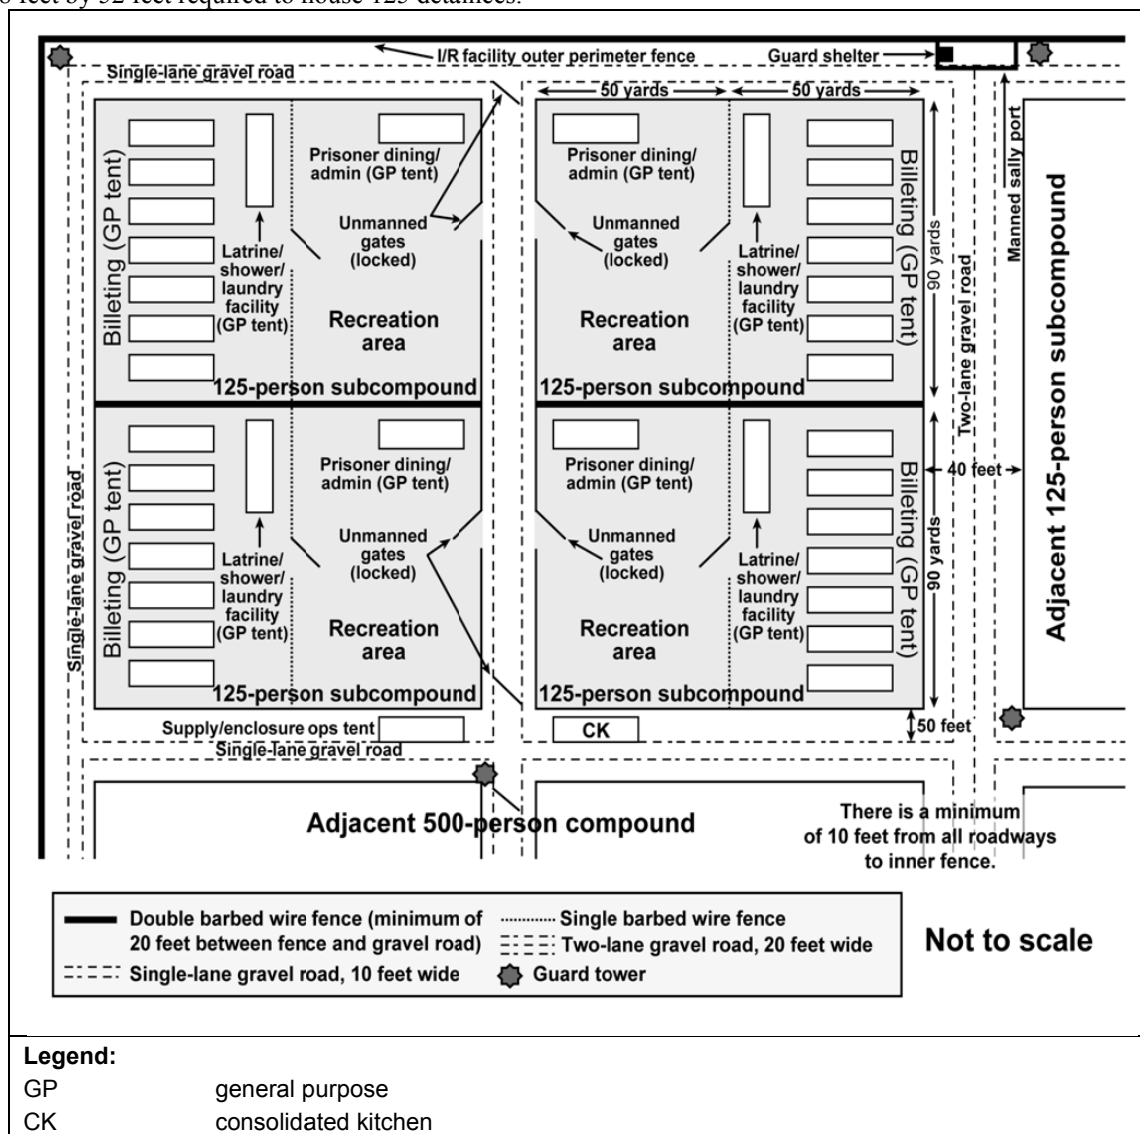 feet by 52 feet required to house 125 detainees.
I/R facility outer perimeter fence
Guard shelter
Single-lane gravel road
50 yards
50 yards
Manned sally port
Billeting (GP tent)
Prisoner dining/
admin (GP tent)
Unmanned
gates
(locked)
Latrine/
shower/
laundry
facility
(GP tent)
Recreation
area
125-person subcompound
Prisoner dining/
admin (GP tent)
Unmanned
gates
(locked)
Latrine/
shower/
laundry
facility
(GP tent)
Recreation
area
125-person subcompound
Billeting (GP tent)
90 yards
Two-lane gravel road
Adjacent 125-person subcompound
Single-lane gravel road
Billeting (GP tent)
Prisoner dining/
admin (GP tent)
Unmanned
gates
(locked)
Latrine/
shower/
laundry
facility
(GP tent)
Recreation
area
125-person subcompound
Prisoner dining/
admin (GP tent)
Unmanned
gates
(locked)
Latrine/
shower/
laundry
facility
(GP tent)
Recreation
area
125-person subcompound
Billeting (GP tent)
90 yards
40 feet
Supply/enclosure ops tent
CK
50 feet
Single-lane gravel road
Adjacent 500-person compound
There is a minimum
of 10 feet from all roadways
to inner fence.
Double barbed wire fence (minimum of
20 feet between fence and gravel road)
Single-lane gravel road, 10 feet wide
Single barbed wire fence
Two-lane gravel road, 20 feet wide
Guard tower
Not to scale
Legend:
GP general purpose
CK consolidated kitchen